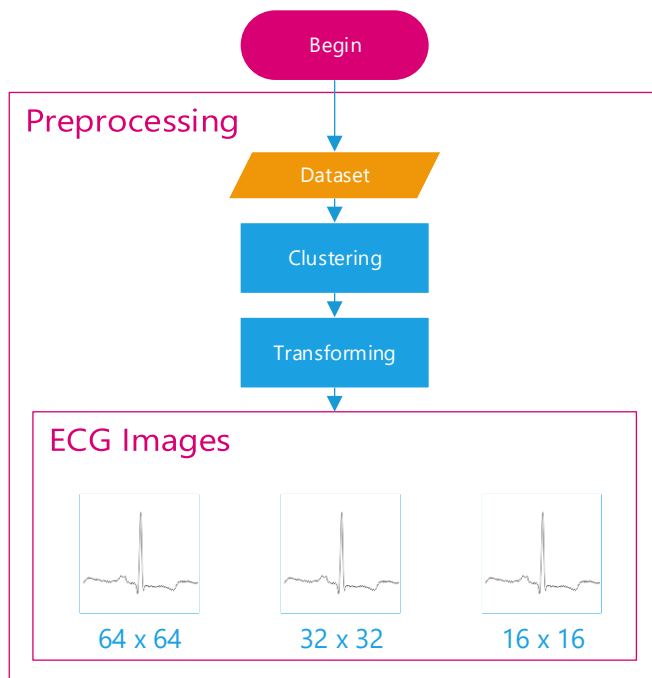 Begin
Preprocessing
Dataset
Clustering
Transforming
ECG Images
64 x 64
32 x 32
16 x 16